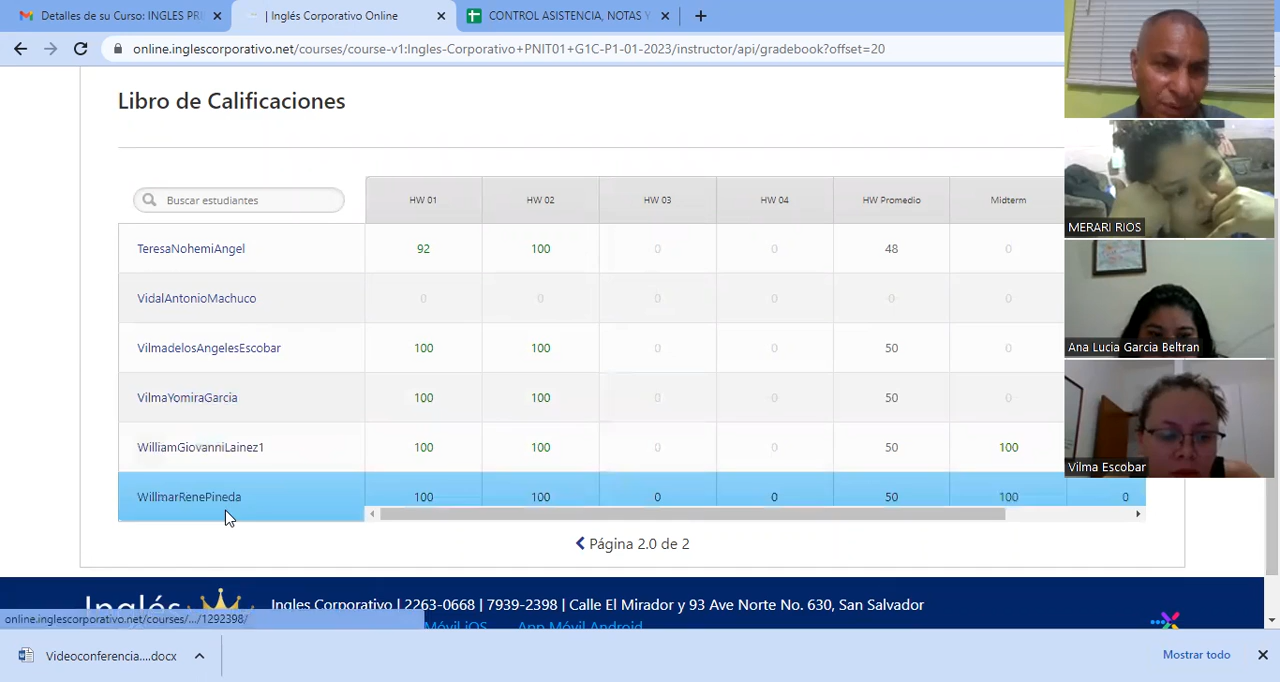 Detalles de su Curso: INGLES PR
| Inglés Corporativo Online
CONTROL ASISTENCIA, NOTAS Y
online.inglescorporativo.net/courses/course-v1:Ingles-Corporativo+PNIT01+G1C-P1-01-2023/instructor/api/gradebook?offset=20
Libro de Calificaciones
Buscar estudiantes HW 01 HW 02 HW 03 HW 04 HW Promedio Midterm
TeresaNohemiAngel 92 100 0 0 48 0
VidalAntonioMachuco 0 0 0 0 0 0
VilmadelosAngelesEscobar 100 100 0 0 50 0
VilmaYomiraGarcia 100 100 0 0 50 0
WilliamGiovanniLainez1 100 100 0 0 50 100
WillmarRenePineda 100 100 0 0 50 100 0
Página 2.0 de 2
MERARI RIOS
Ana Lucia Garcia Beltran
Vilma Escobar
Inglés
Ingles Corporativo | 2263-0668 | 7939-2398 | Calle El Mirador y 93 Ave Norte No. 630, San Salvador
Móvil iOS App Móvil Android
online.inglescorporativo.net/courses/.../1292398/
Videoconferencia....docx
Mostrar todo